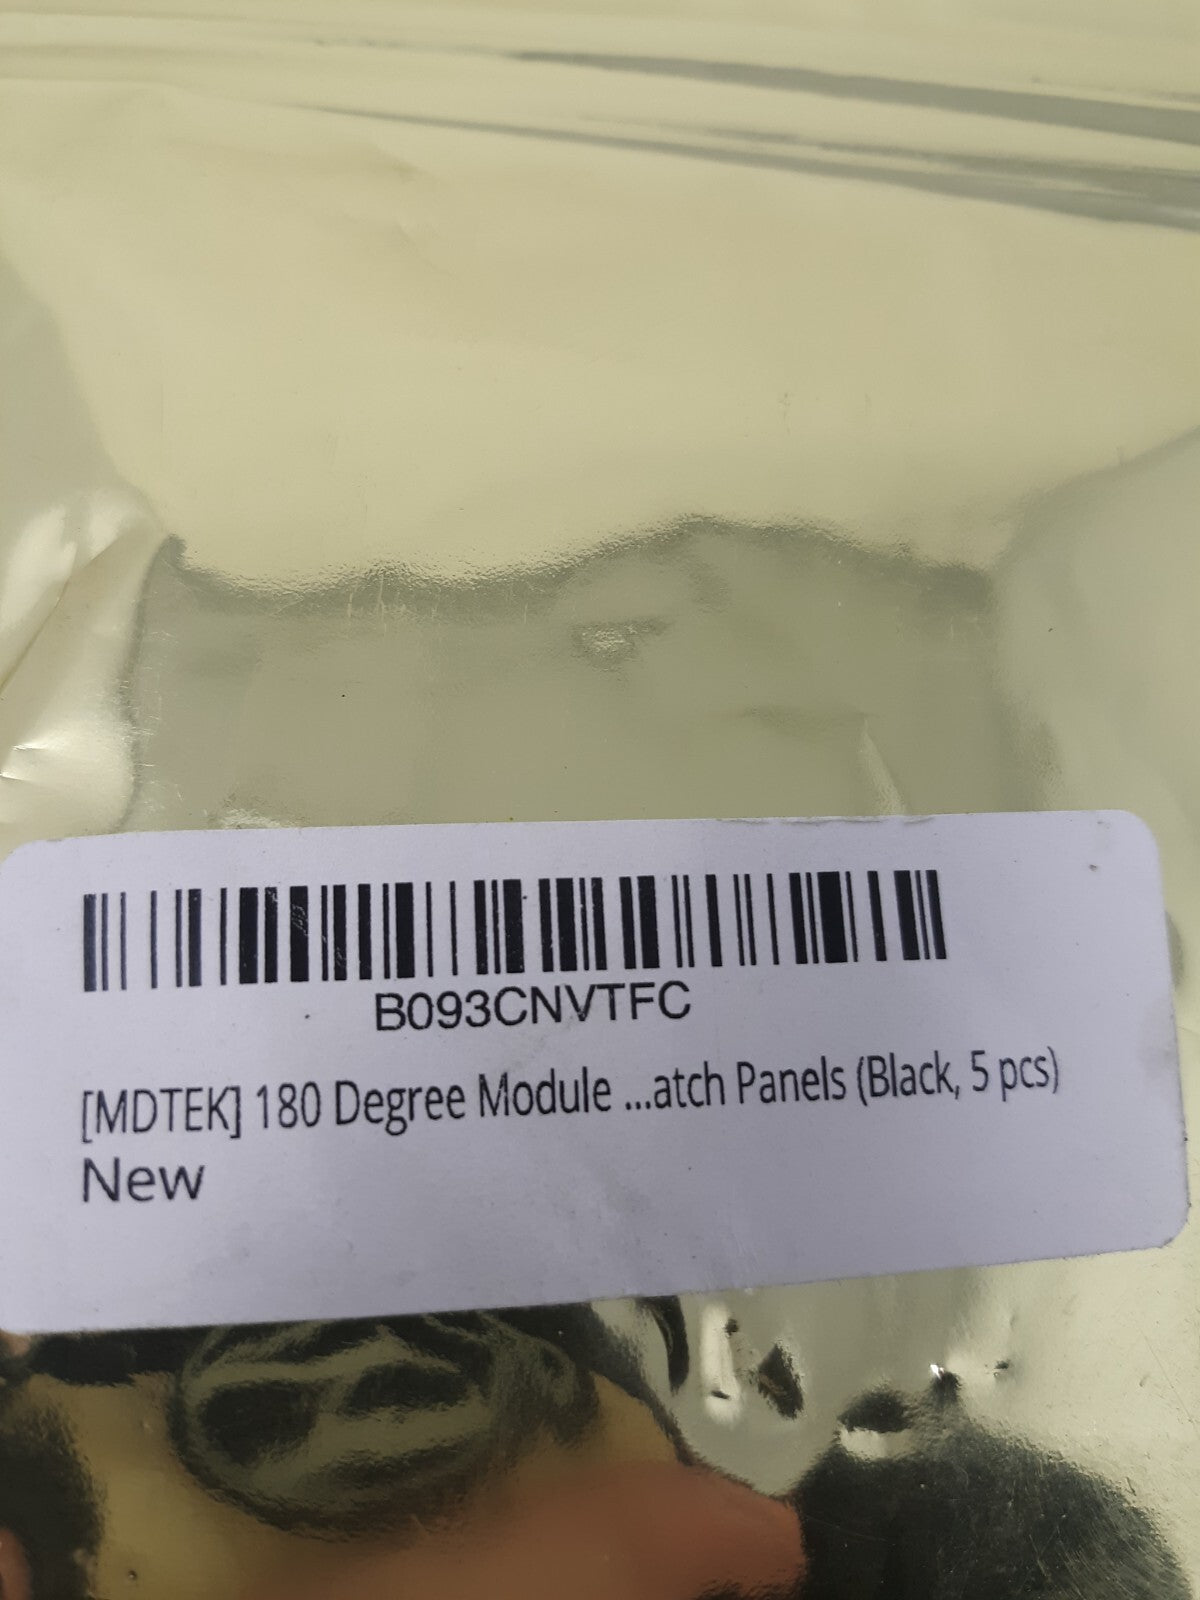 B093CNVTFC
[MDTEK] 180 Degree Module ...atch Panels (Black, 5 pcs)
New